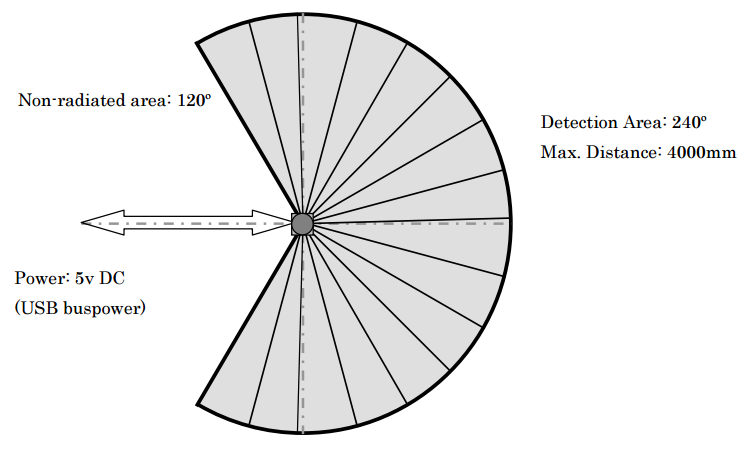 Non-radiated area: 120º
Detection Area: 240º
Max. Distance: 4000mm
Power: 5v DC
(USB buspower)